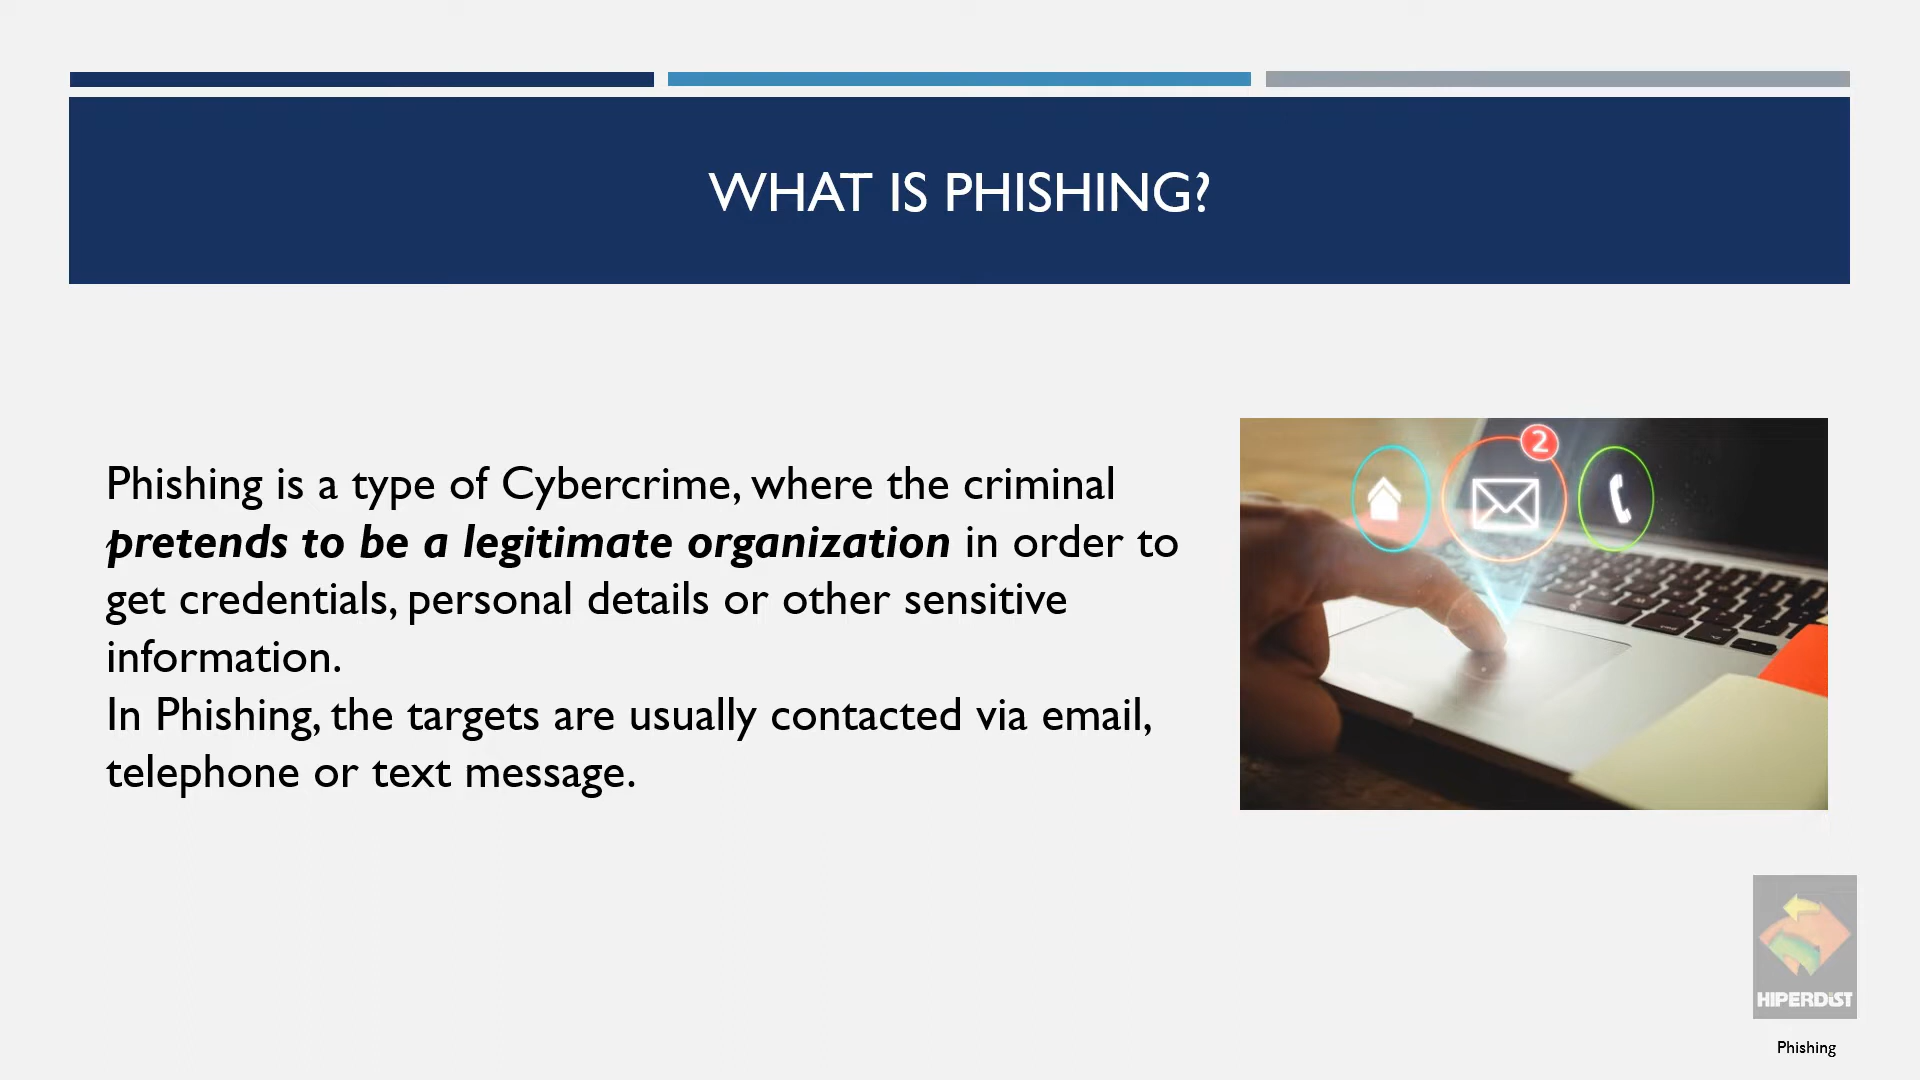 WHAT IS PHISHING?
Phishing is a type of Cybercrime, where the criminal
pretends to be a legitimate organization in order to
get credentials, personal details or other sensitive
information.
In Phishing, the targets are usually contacted via email,
telephone or text message.
2
HIPERDIST
Phishing